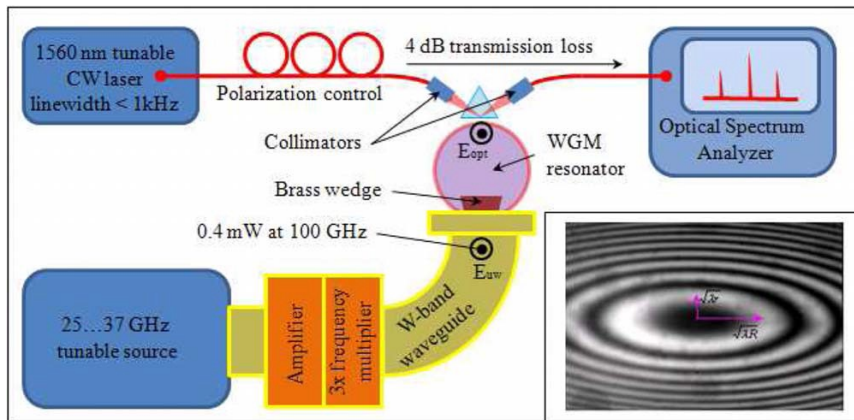 1560 nm tunable
CW laser
linewidth < 1kHz
Polarization control
4 dB transmission loss
Collimators
Optical Spectrum
Analyzer
Eopt
WGM
resonator
Brass wedge
0.4 mW at 100 GHz
Euw
W-band
waveguide
25…37 GHz
tunable source
Amplifier
3x frequency
multiplier
√λr
√λR